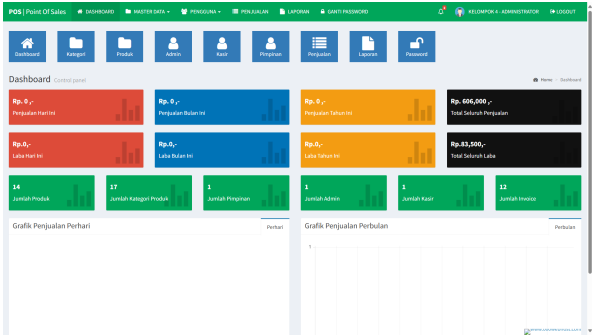 POS | Point Of Sales DASHBOARD MASTER DATA PENGGUNA PENJUALAN LAPORAN GANTI PASSWORD KELOMPOK 4 - ADMINISTRATOR LOGOUT
Dashboard Kategori Produk Admin Kasir Pimpinan Penjualan Laporan Password
Dashboard Control panel Home Dashboard
Rp. 0 ,- Rp. 0 ,- Rp. 0 ,- Rp. 606,000 ,-
Penjualan Hari Ini Penjualan Bulan Ini Penjualan Tahun Ini Total Seluruh Penjualan
Rp.0,- Rp.0,- Rp.0,- Rp.83,500,-
Laba Hari Ini Laba Bulan Ini Laba Tahun Ini Total Seluruh Laba
14 17 1 1 1 12
Jumlah Produk Jumlah Kategori Produk Jumlah Pimpinan Jumlah Admin Jumlah Kasir Jumlah Invoice
Grafik Penjualan Perhari Perhari Grafik Penjualan Perbulan Perbulan